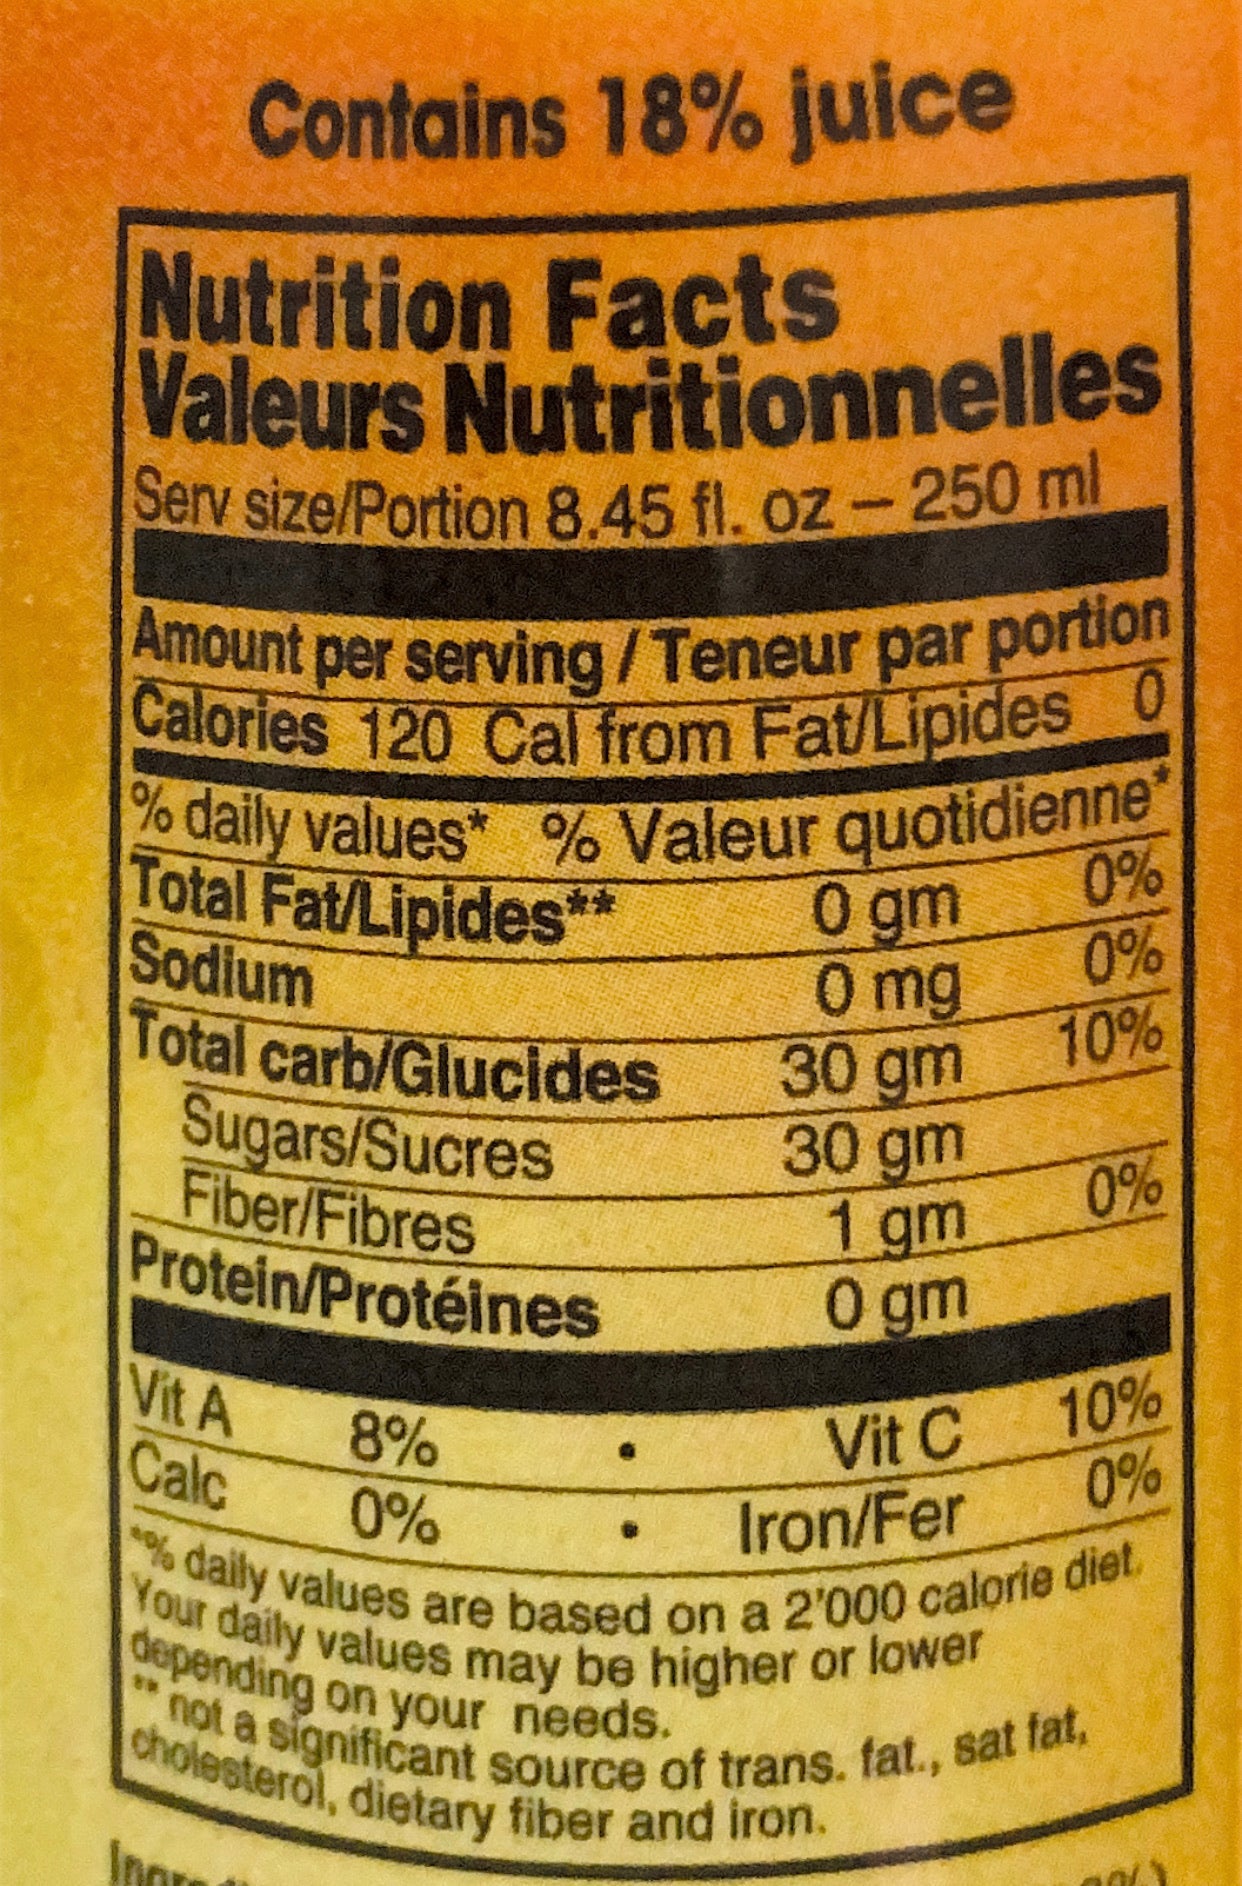 Contains 18% juice
Nutrition Facts
Valeurs Nutritionnelles
Serv size/Portion 8.45 fl. oz – 250 ml
Amount per serving / Teneur par portion
Calories 120 Cal from Fat/Lipides 0
% daily values* % Valeur quotidienne*
Total Fat/Lipides** 0 gm 0%
Sodium 0 mg 0%
Total carb/Glucides 30 gm 10%
Sugars/Sucres 30 gm
Fiber/Fibres 1 gm 0%
Protein/Protéines 0 gm
Vit A 8% • Vit C 10%
Calc 0% • Iron/Fer 0%
*% daily values are based on a 2'000 calorie diet.
Your daily values may be higher or lower
depending on your needs.
** not a significant source of trans. fat., sat fat,
cholesterol, dietary fiber and iron.